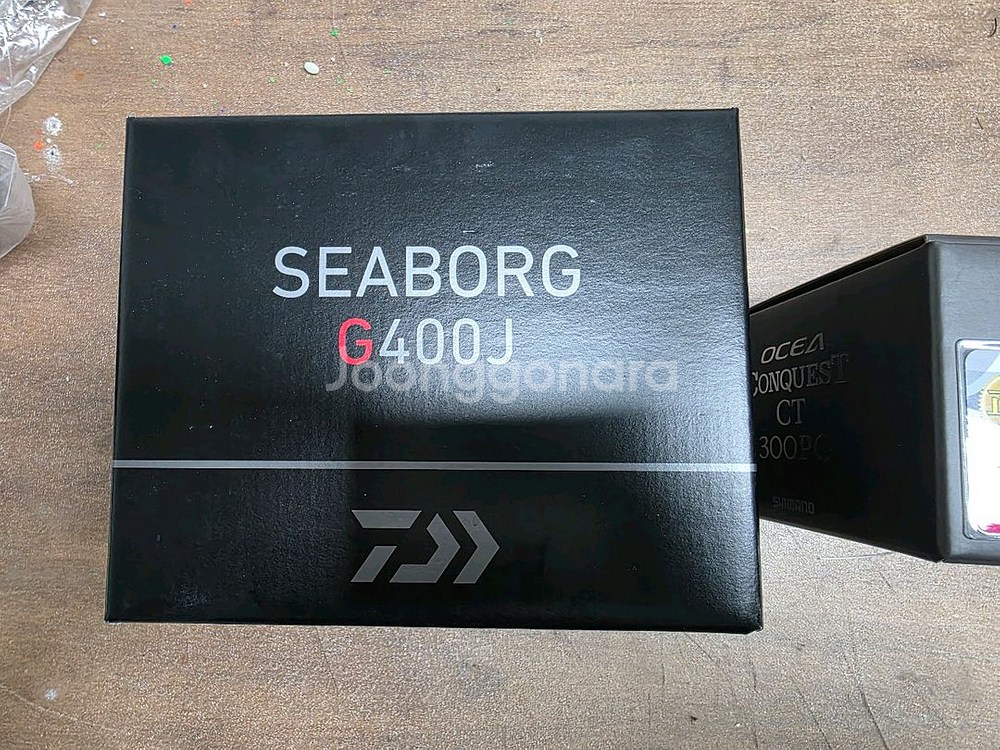 SEABORG
G400J
Joonggonara
OCEA
CONQUEST
CT
300PG
SHIMANO